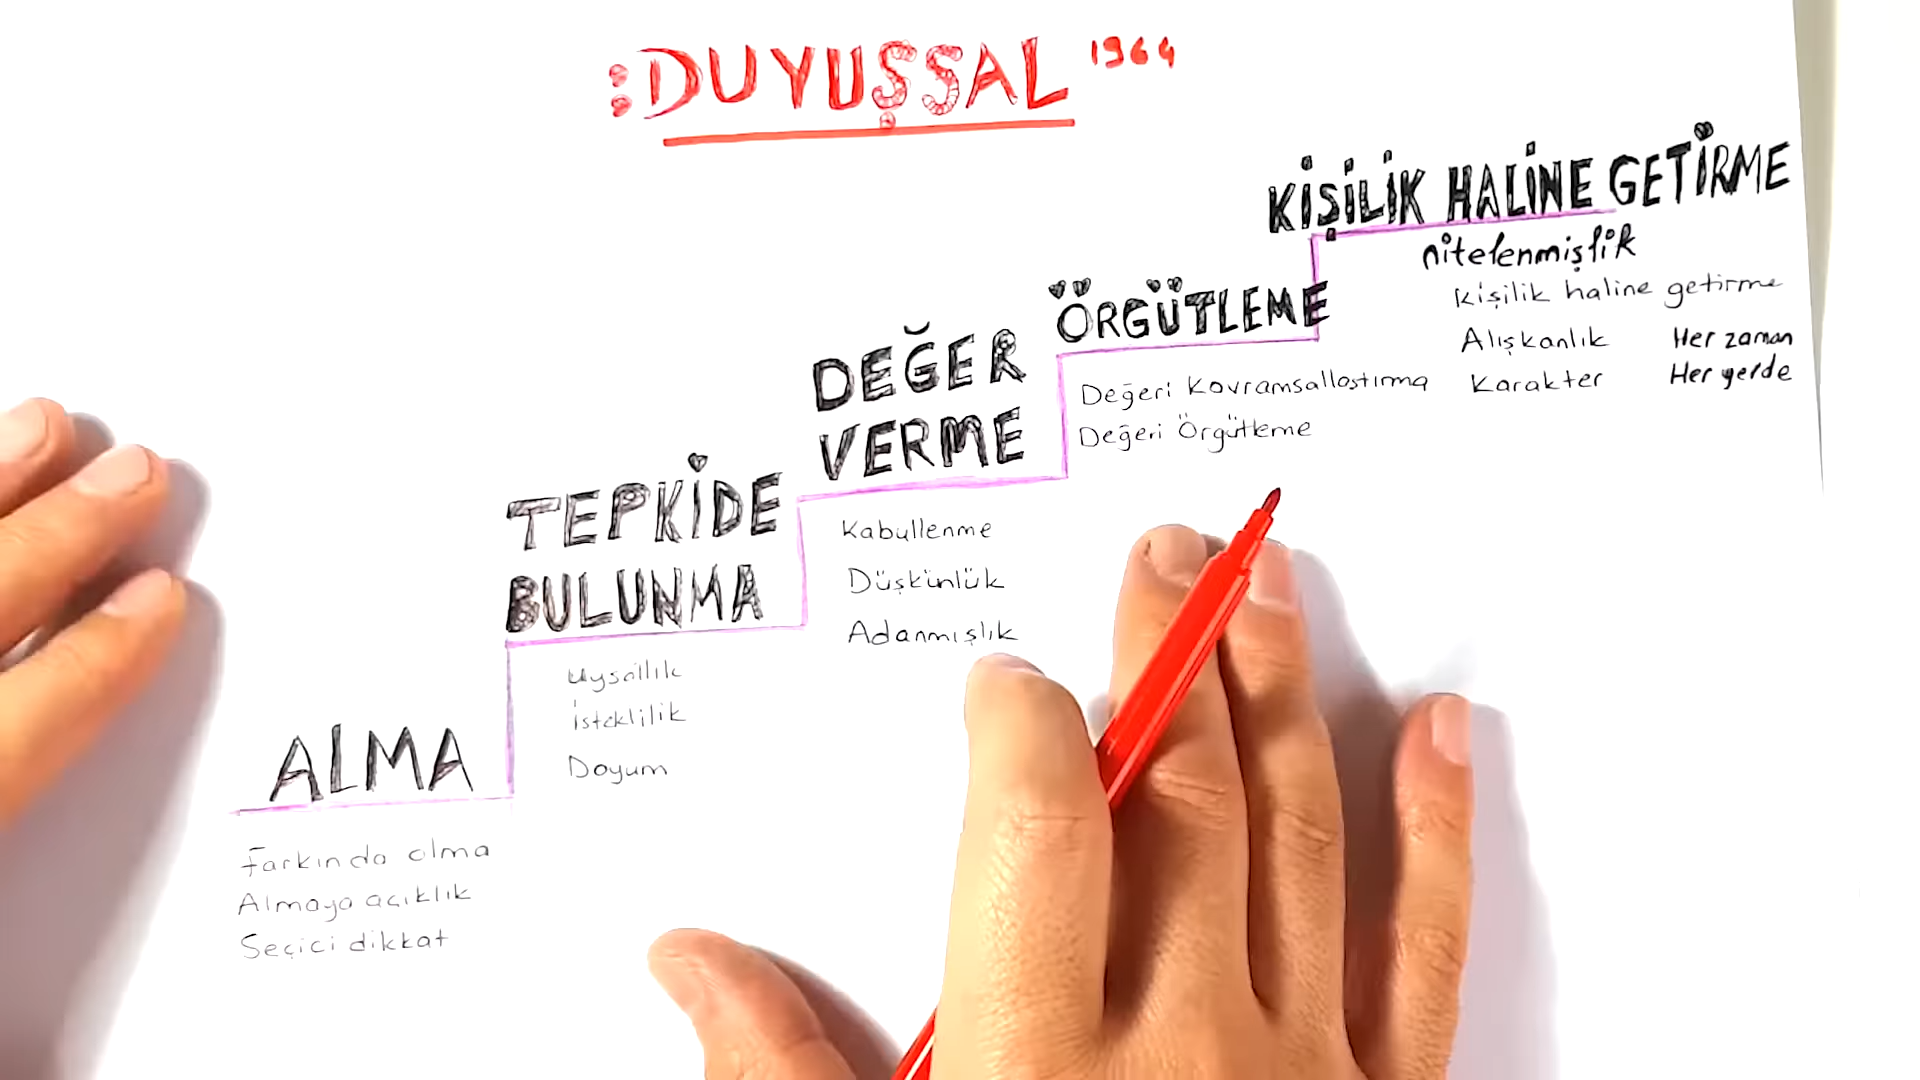 :DUYUŞSAL 1964
KİŞİLİK HALİNE GETİRME
nitelenmişlik
Kişilik haline getirme
Alışkanlık Her zaman
Karakter Her yerde
ÖRGÜTLEME
Değeri Kavramsallaştırma
Değeri Örgütleme
DEĞER
VERME
Kabullenme
Düşkünlük
Adanmışlık
TEPKİDE
BULUNMA
Uysallık
İsteklilik
Doyum
ALMA
Farkında olma
Almaya açıklık
Seçici dikkat